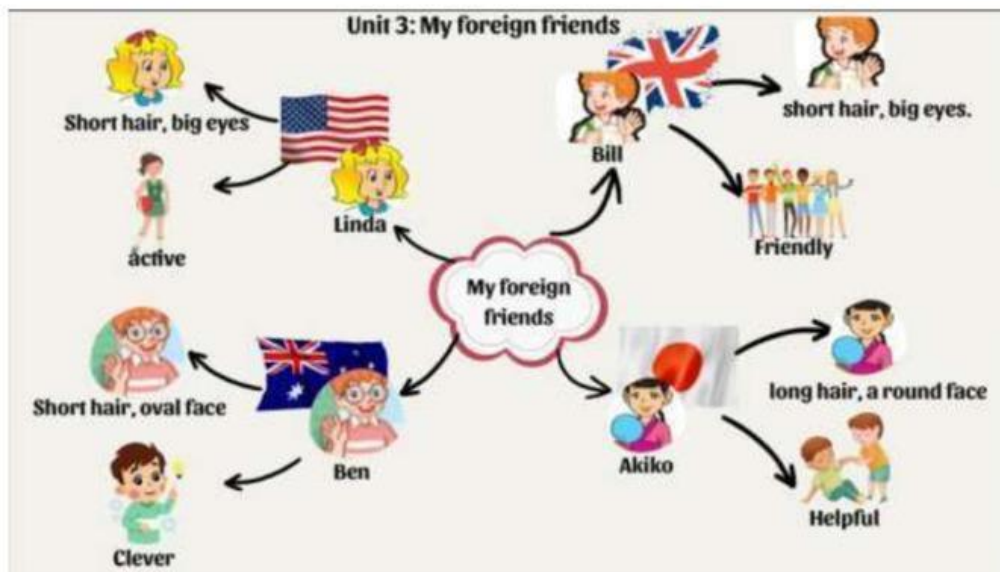 Unit 3: My foreign friends
Short hair, big eyes
åctive
Linda
Bill
short hair, big eyes.
Friendly
My foreign
friends
Short hair, oval face
Clever
Ben
Akiko
long hair, a round face
Helpful